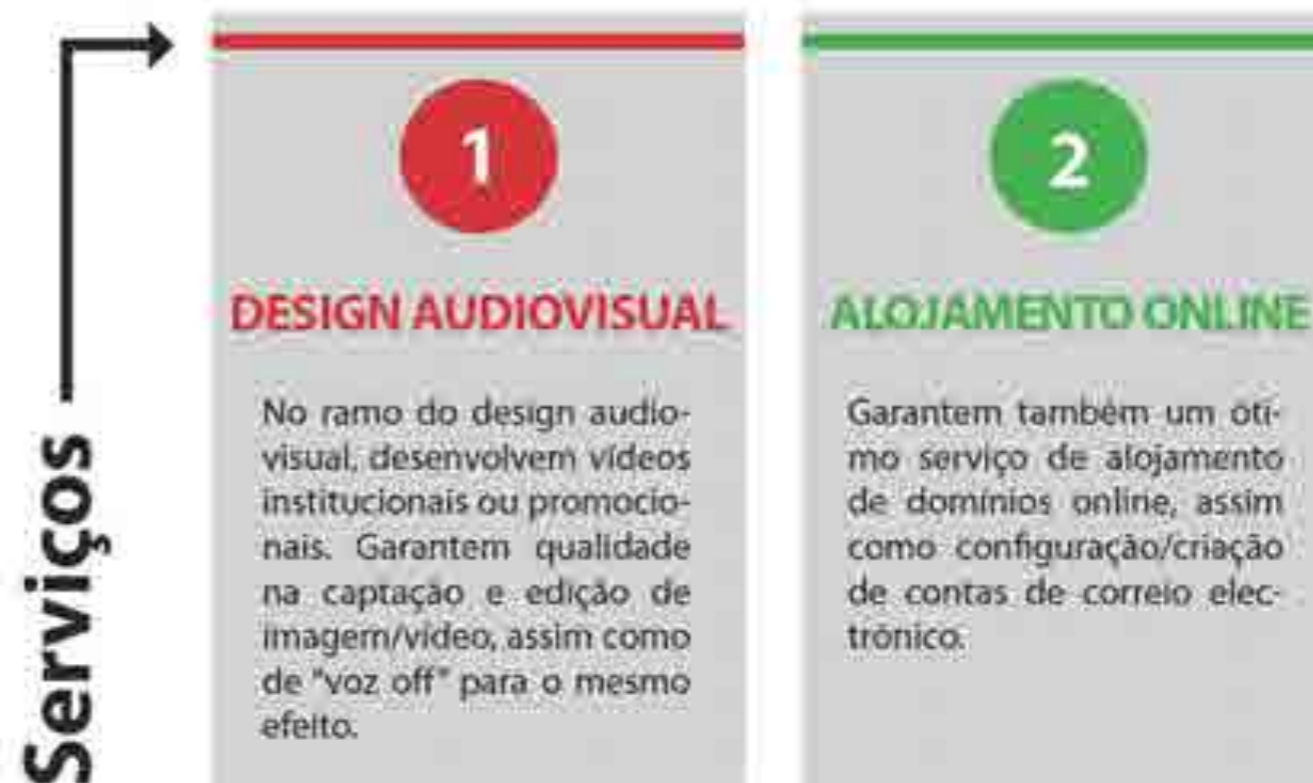 Serviços
1
DESIGN AUDIOVISUAL
No ramo do design audio-
visual, desenvolvem vídeos
institucionais ou promocio-
nais. Garantem qualidade
na captação e edição de
imagem/vídeo, assim como
de "voz off" para o mesmo
efeito.
2
ALOJAMENTO ONLINE
Garantem também um óti-
mo serviço de alojamento
de domínios online, assim
como configuração/criação
de contas de correio elec-
trónico.